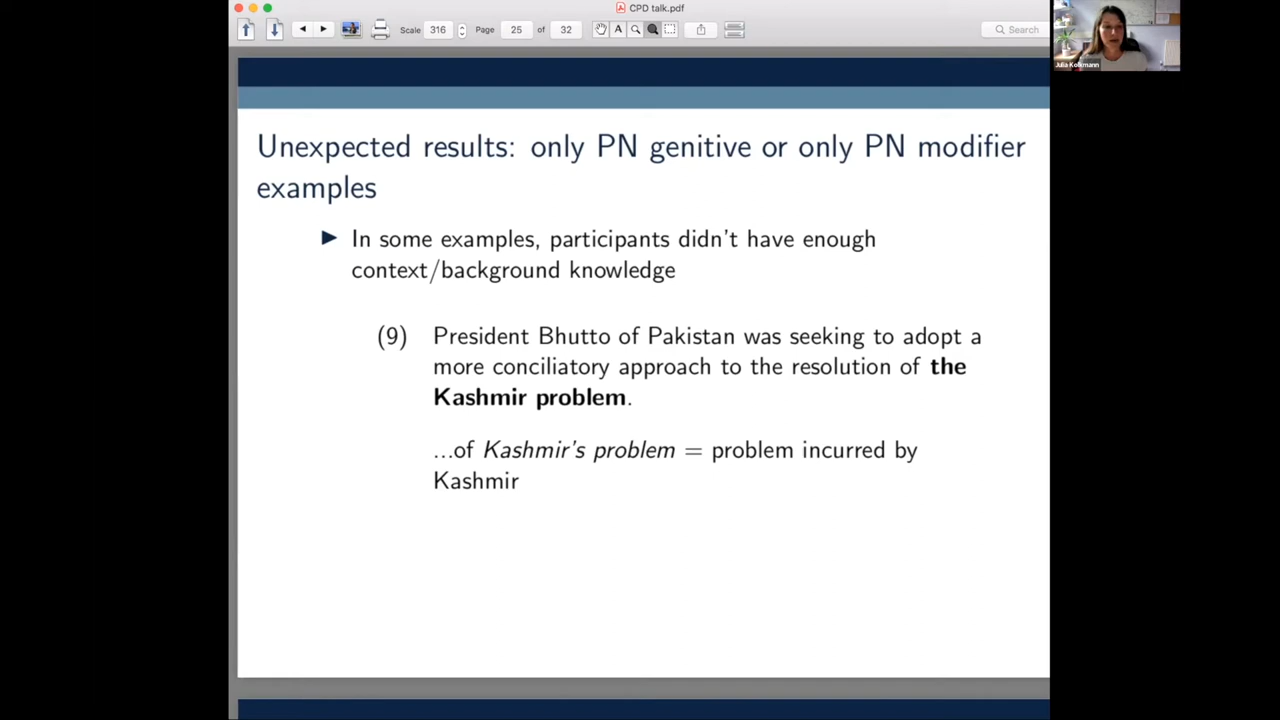 CPD talk.pdf
Scale 316 Page 25 of 32 A Search
Julia Kolkmann
Unexpected results: only PN genitive or only PN modifier
examples
In some examples, participants didn't have enough
context/background knowledge
(9) President Bhutto of Pakistan was seeking to adopt a
more conciliatory approach to the resolution of the
Kashmir problem.
...of Kashmir's problem = problem incurred by
Kashmir